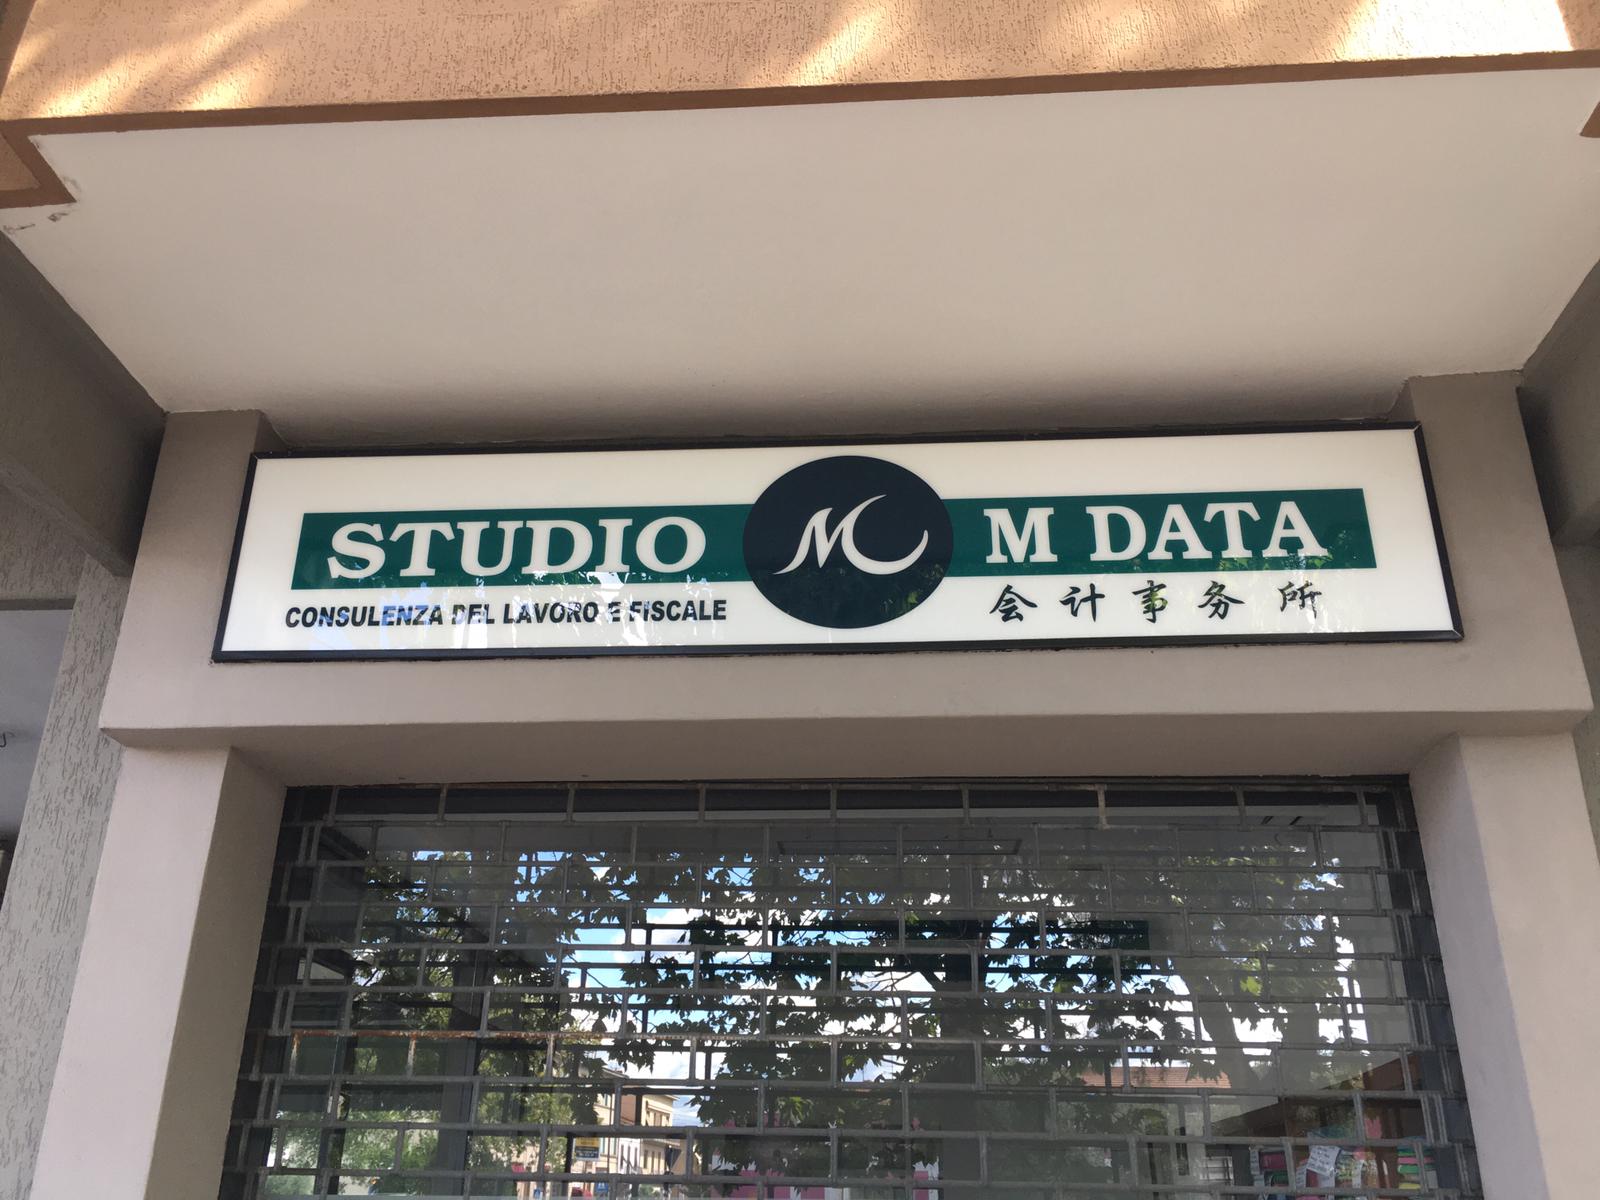 STUDIO M DATA
CONSULENZA DEL LAVORO E FISCALE
会计事务所